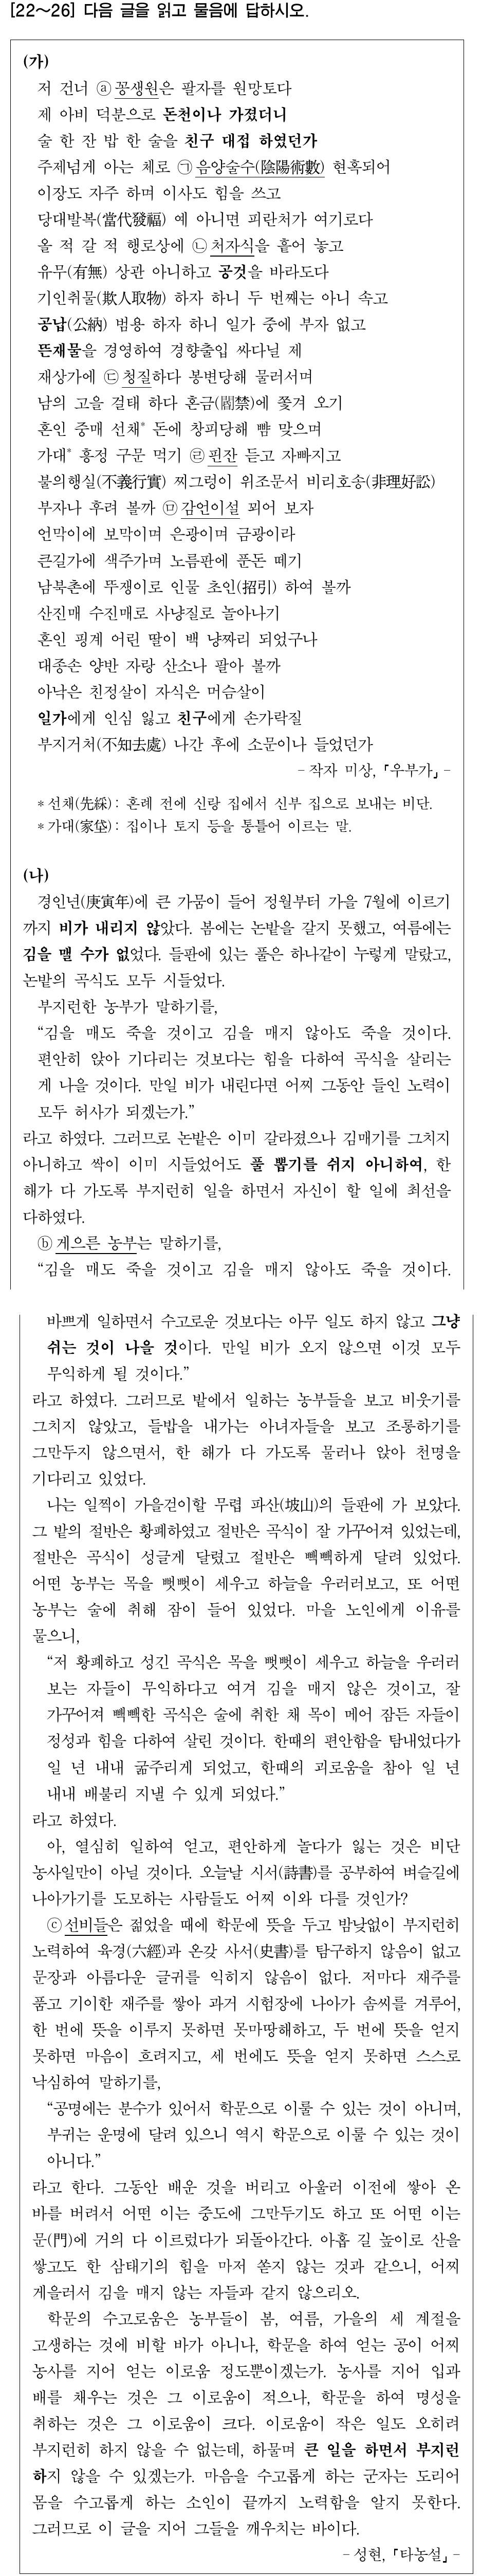 [22～26] 다음 글을 읽고 물음에 답하시오.
(가)
저 건너 ⓐ 꽁생원은 팔자를 원망토다
제 아비 덕분으로 돈천이나 가졌더니
술 한 잔 밥 한 술을 친구 대접 하였던가
주제넘게 아는 체로 ㉠ 음양술수(陰陽術數) 현혹되어
이장도 자주 하며 이사도 힘을 쓰고
당대발복(當代發福) 예 아니면 피란처가 여기로다
올 적 갈 적 행로상에 ㉡ 처자식을 흩어 놓고
유무(有無) 상관 아니하고 공것을 바라도다
기인취물(欺人取物) 하자 하니 두 번째는 아니 속고
공납(公納) 범용 하자 하니 일가 중에 부자 없고
뜬재물을 경영하여 경향출입 싸다닐 제
재상가에 ㉢ 청질하다 봉변당해 물러서며
남의 고을 걸태 하다 혼금(閽禁)에 쫓겨 오기
혼인 중매 선채* 돈에 창피당해 뺨 맞으며
가대* 흥정 구문 먹기 ㉣ 핀잔 듣고 자빠지고
불의행실(不義行實) 찌그렁이 위조문서 비리호송(非理好訟)
부자나 후려 볼까 ㉤ 감언이설 꾀어 보자
언막이에 보막이며 은광이며 금광이라
큰길가에 색주가며 노름판에 푼돈 떼기
남북촌에 뚜쟁이로 인물 초인(招引) 하여 볼까
산진매 수진매로 사냥질로 놀아나기
혼인 핑계 어린 딸이 백 냥짜리 되었구나
대종손 양반 자랑 산소나 팔아 볼까
아낙은 친정살이 자식은 머슴살이
일가에게 인심 잃고 친구에게 손가락질
부지거처(不知去處) 나간 후에 소문이나 들었던가
- 작자 미상, 「우부가」 -
* 선채(先綵) : 혼례 전에 신랑 집에서 신부 집으로 보내는 비단.
* 가대(家垈) : 집이나 토지 등을 통틀어 이르는 말.
(나)
경인년(庚寅年)에 큰 가뭄이 들어 정월부터 가을 7월에 이르기
까지 비가 내리지 않았다. 봄에는 논밭을 갈지 못했고, 여름에는
김을 맬 수가 없었다. 들판에 있는 풀은 하나같이 누렇게 말랐고,
논밭의 곡식도 모두 시들었다.
부지런한 농부가 말하기를,
“김을 매도 죽을 것이고 김을 매지 않아도 죽을 것이다.
편안히 앉아 기다리는 것보다는 힘을 다하여 곡식을 살리는
게 나을 것이다. 만일 비가 내린다면 어찌 그동안 들인 노력이
모두 허사가 되겠는가.”
라고 하였다. 그러므로 논밭은 이미 갈라졌으나 김매기를 그치지
아니하고 싹이 이미 시들었어도 풀 뽑기를 쉬지 아니하여, 한
해가 다 가도록 부지런히 일을 하면서 자신이 할 일에 최선을
다하였다.
ⓑ 게으른 농부는 말하기를,
“김을 매도 죽을 것이고 김을 매지 않아도 죽을 것이다.
바쁘게 일하면서 수고로운 것보다는 아무 일도 하지 않고 그냥
쉬는 것이 나을 것이다. 만일 비가 오지 않으면 이것 모두
무익하게 될 것이다.”
라고 하였다. 그러므로 밭에서 일하는 농부들을 보고 비웃기를
그치지 않았고, 들밥을 내가는 아녀자들을 보고 조롱하기를
그만두지 않으면서, 한 해가 다 가도록 물러나 앉아 천명을
기다리고 있었다.
나는 일찍이 가을걷이할 무렵 파산(坡山)의 들판에 가 보았다.
그 밭의 절반은 황폐하였고 절반은 곡식이 잘 가꾸어져 있었는데,
절반은 곡식이 성글게 달렸고 절반은 빽빽하게 달려 있었다.
어떤 농부는 목을 뻣뻣이 세우고 하늘을 우러러보고, 또 어떤
농부는 술에 취해 잠이 들어 있었다. 마을 노인에게 이유를
물으니,
“저 황폐하고 성긴 곡식은 목을 뻣뻣이 세우고 하늘을 우러러
보는 자들이 무익하다고 여겨 김을 매지 않은 것이고, 잘
가꾸어져 빽빽한 곡식은 술에 취한 채 목이 메어 잠든 자들이
정성과 힘을 다하여 살린 것이다. 한때의 편안함을 탐내었다가
일 년 내내 굶주리게 되었고, 한때의 괴로움을 참아 일 년
내내 배불리 지낼 수 있게 되었다.”
라고 하였다.
아, 열심히 일하여 얻고, 편안하게 놀다가 잃는 것은 비단
농사일만이 아닐 것이다. 오늘날 시서(詩書)를 공부하여 벼슬길에
나아가기를 도모하는 사람들도 어찌 이와 다를 것인가?
ⓒ 선비들은 젊었을 때에 학문에 뜻을 두고 밤낮없이 부지런히
노력하여 육경(六經)과 온갖 사서(史書)를 탐구하지 않음이 없고
문장과 아름다운 글귀를 익히지 않음이 없다. 저마다 재주를
품고 기이한 재주를 쌓아 과거 시험장에 나아가 솜씨를 겨루어,
한 번에 뜻을 이루지 못하면 못마땅해하고, 두 번에 뜻을 얻지
못하면 마음이 흐려지고, 세 번에도 뜻을 얻지 못하면 스스로
낙심하여 말하기를,
“공명에는 분수가 있어서 학문으로 이룰 수 있는 것이 아니며,
부귀는 운명에 달려 있으니 역시 학문으로 이룰 수 있는 것이
아니다.”
라고 한다. 그동안 배운 것을 버리고 아울러 이전에 쌓아 온
바를 버려서 어떤 이는 중도에 그만두기도 하고 또 어떤 이는
문(門)에 거의 다 이르렀다가 되돌아간다. 아홉 길 높이로 산을
쌓고도 한 삼태기의 힘을 마저 쏟지 않는 것과 같으니, 어찌
게을러서 김을 매지 않는 자들과 같지 않으리오.
학문의 수고로움은 농부들이 봄, 여름, 가을의 세 계절을
고생하는 것에 비할 바가 아니나, 학문을 하여 얻는 공이 어찌
농사를 지어 얻는 이로움 정도뿐이겠는가. 농사를 지어 입과
배를 채우는 것은 그 이로움이 적으나, 학문을 하여 명성을
취하는 것은 그 이로움이 크다. 이로움이 작은 일도 오히려
부지런히 하지 않을 수 없는데, 하물며 큰 일을 하면서 부지런
하지 않을 수 있겠는가. 마음을 수고롭게 하는 군자는 도리어
몸을 수고롭게 하는 소인이 끝까지 노력함을 알지 못한다.
그러므로 이 글을 지어 그들을 깨우치는 바이다.
- 성현, 「타농설」 -